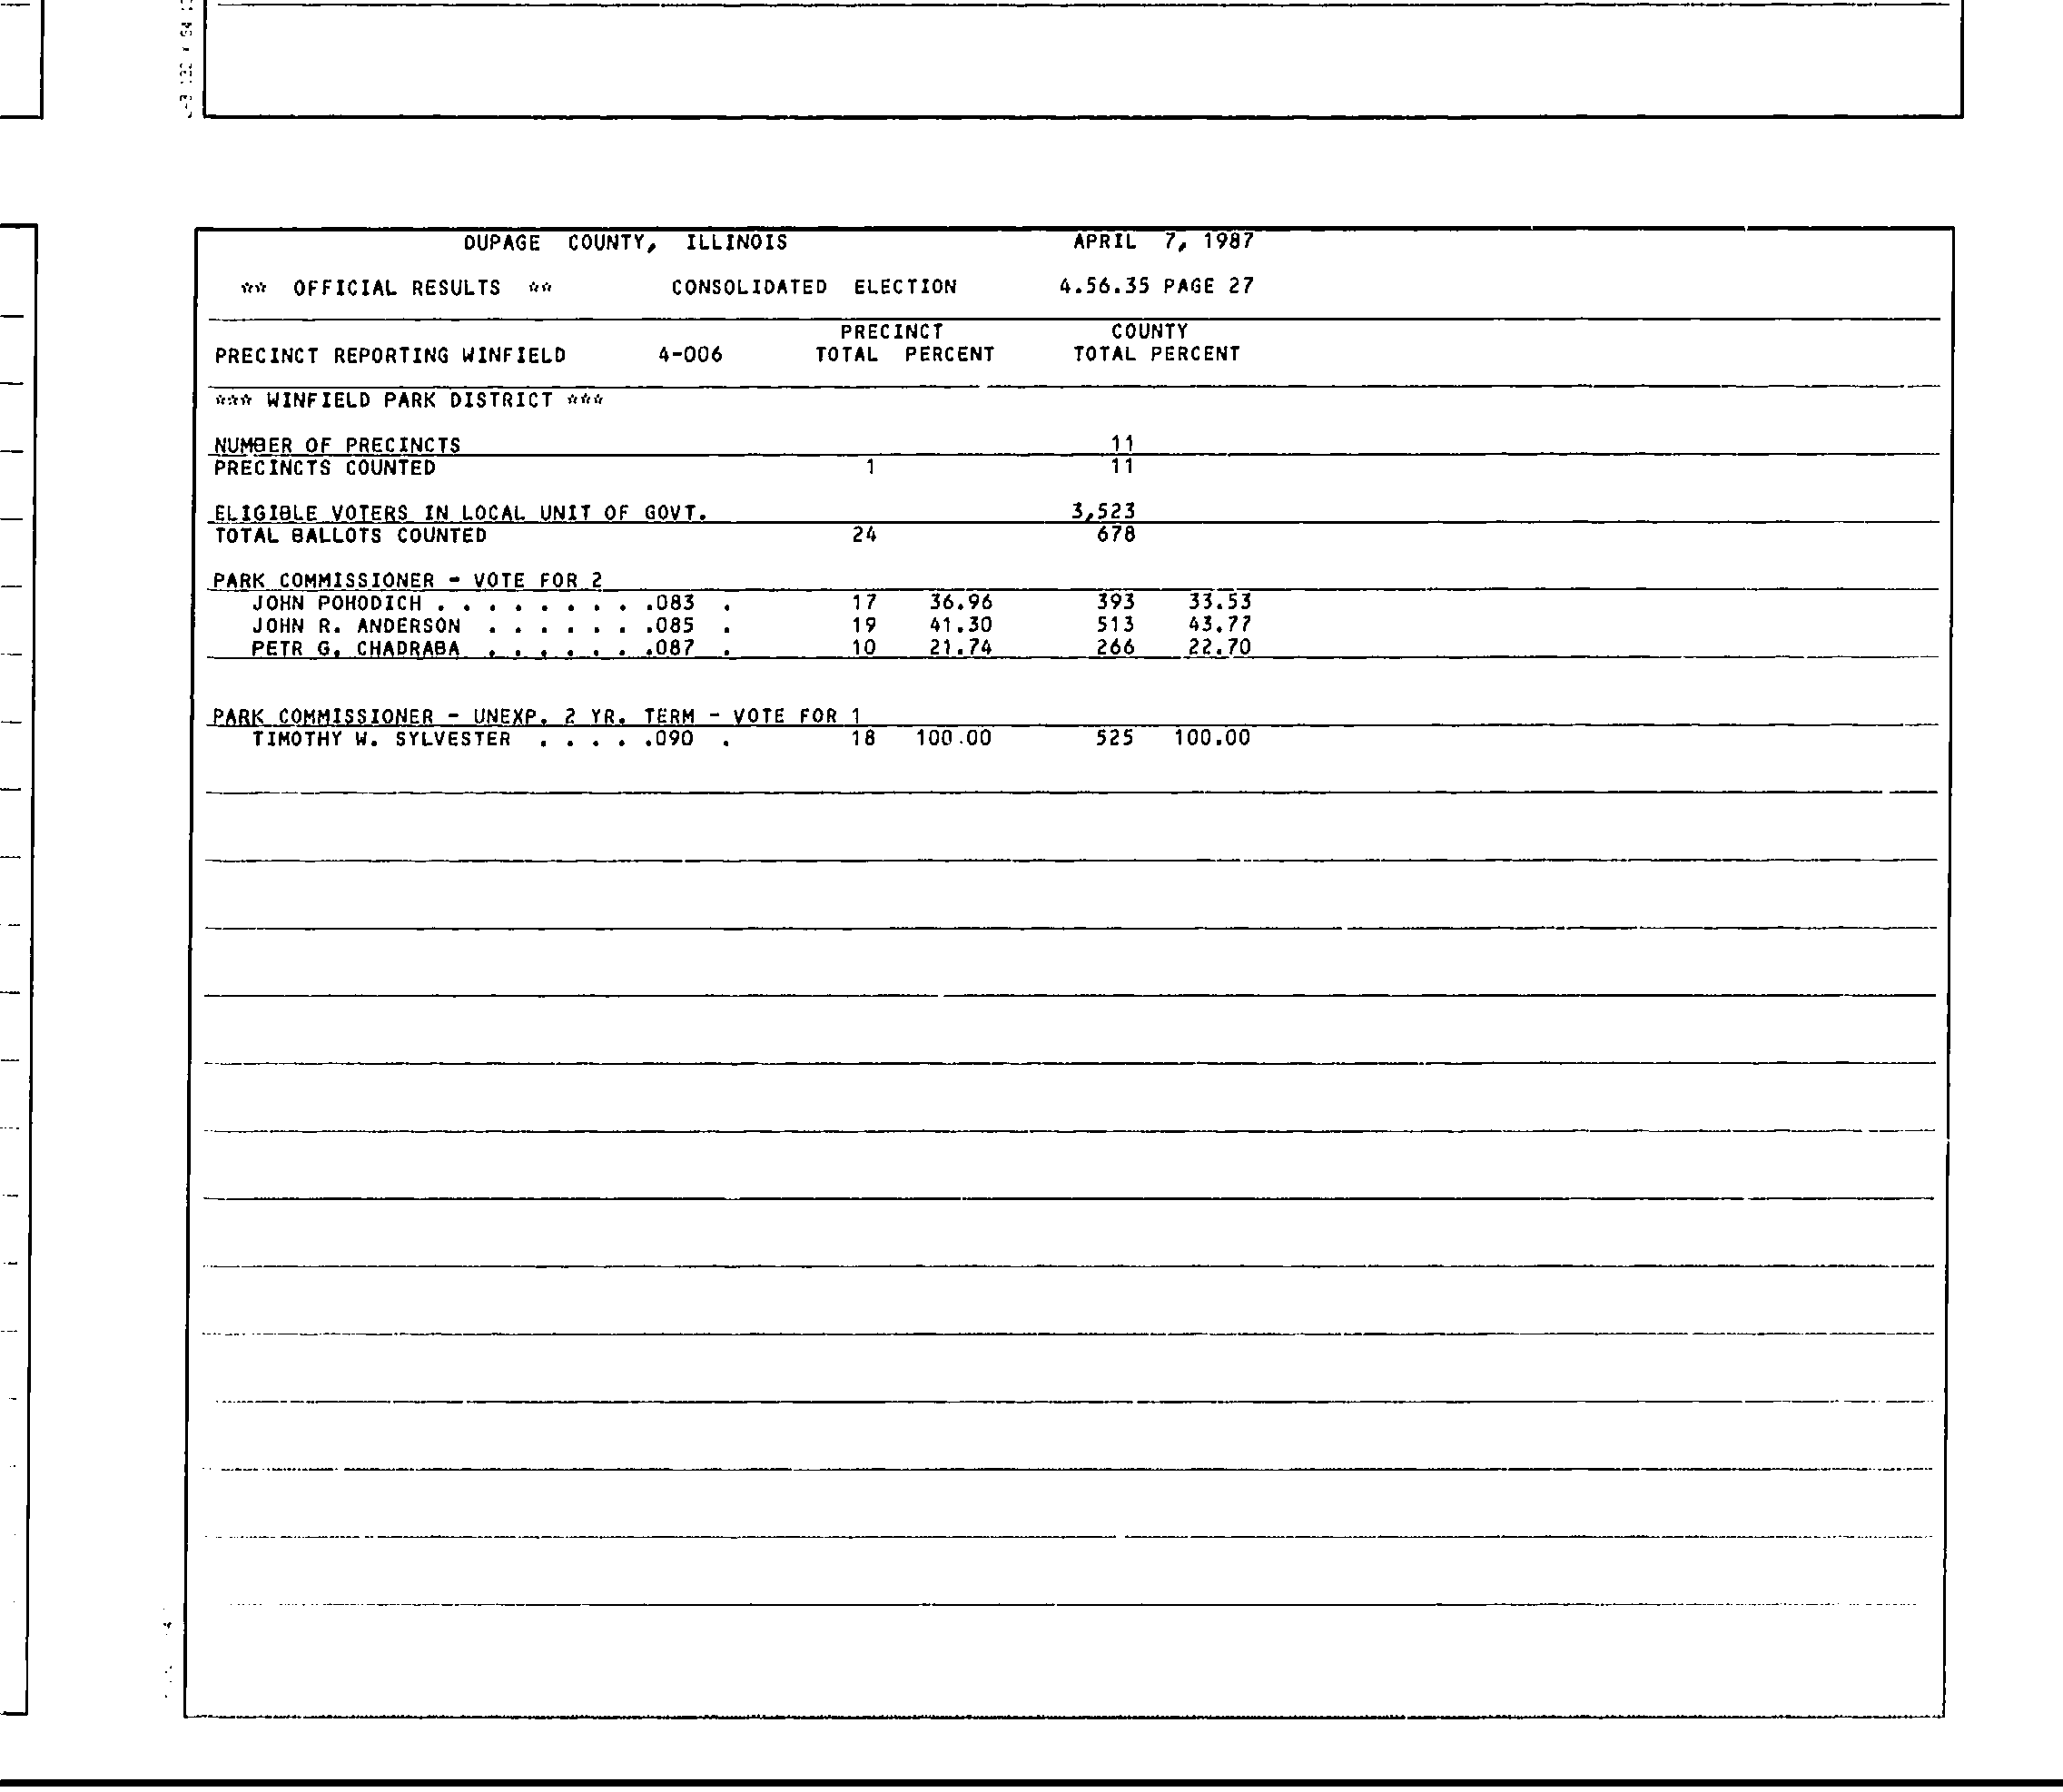 DUPAGE COUNTY, ILLINOIS APRIL 7, 1987
** OFFICIAL RESULTS ** CONSOLIDATED ELECTION 4.56.35 PAGE 27
PRECINCT COUNTY
PRECINCT REPORTING WINFIELD 4-006 TOTAL PERCENT TOTAL PERCENT
*** WINFIELD PARK DISTRICT ***
NUMBER OF PRECINCTS 11
PRECINCTS COUNTED 1 11
ELIGIBLE VOTERS IN LOCAL UNIT OF GOVT. 3,523
TOTAL BALLOTS COUNTED 24 678
PARK COMMISSIONER - VOTE FOR 2
JOHN POHODICH . . . . . . . . .083 . 17 36.96 393 33.53
JOHN R. ANDERSON . . . . . . .085 . 19 41.30 513 43.77
PETR G. CHADRABA . . . . . . .087 . 10 21.74 266 22.70
PARK COMMISSIONER - UNEXP. 2 YR. TERM - VOTE FOR 1
TIMOTHY W. SYLVESTER . . . . .090 . 18 100.00 525 100.00